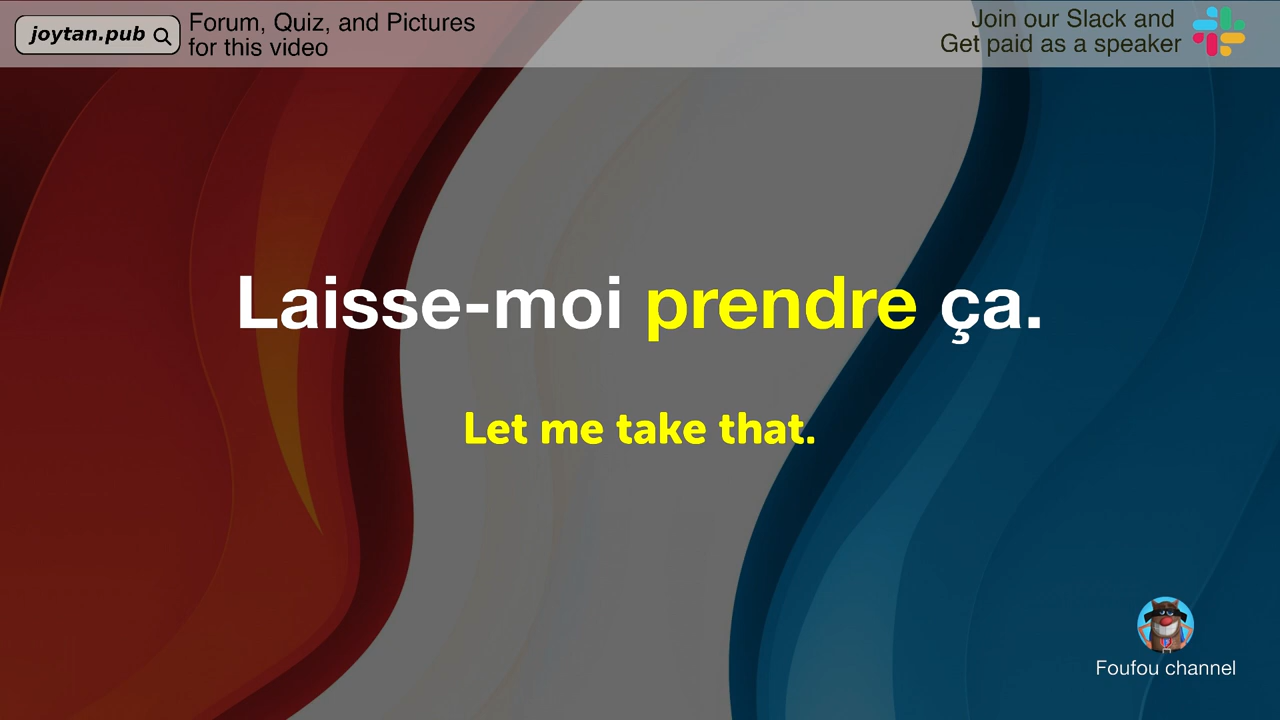 joytan.pub
Forum, Quiz, and Pictures
for this video
Join our Slack and
Get paid as a speaker
Laisse-moi prendre ça.
Let me take that.
Foufou channel